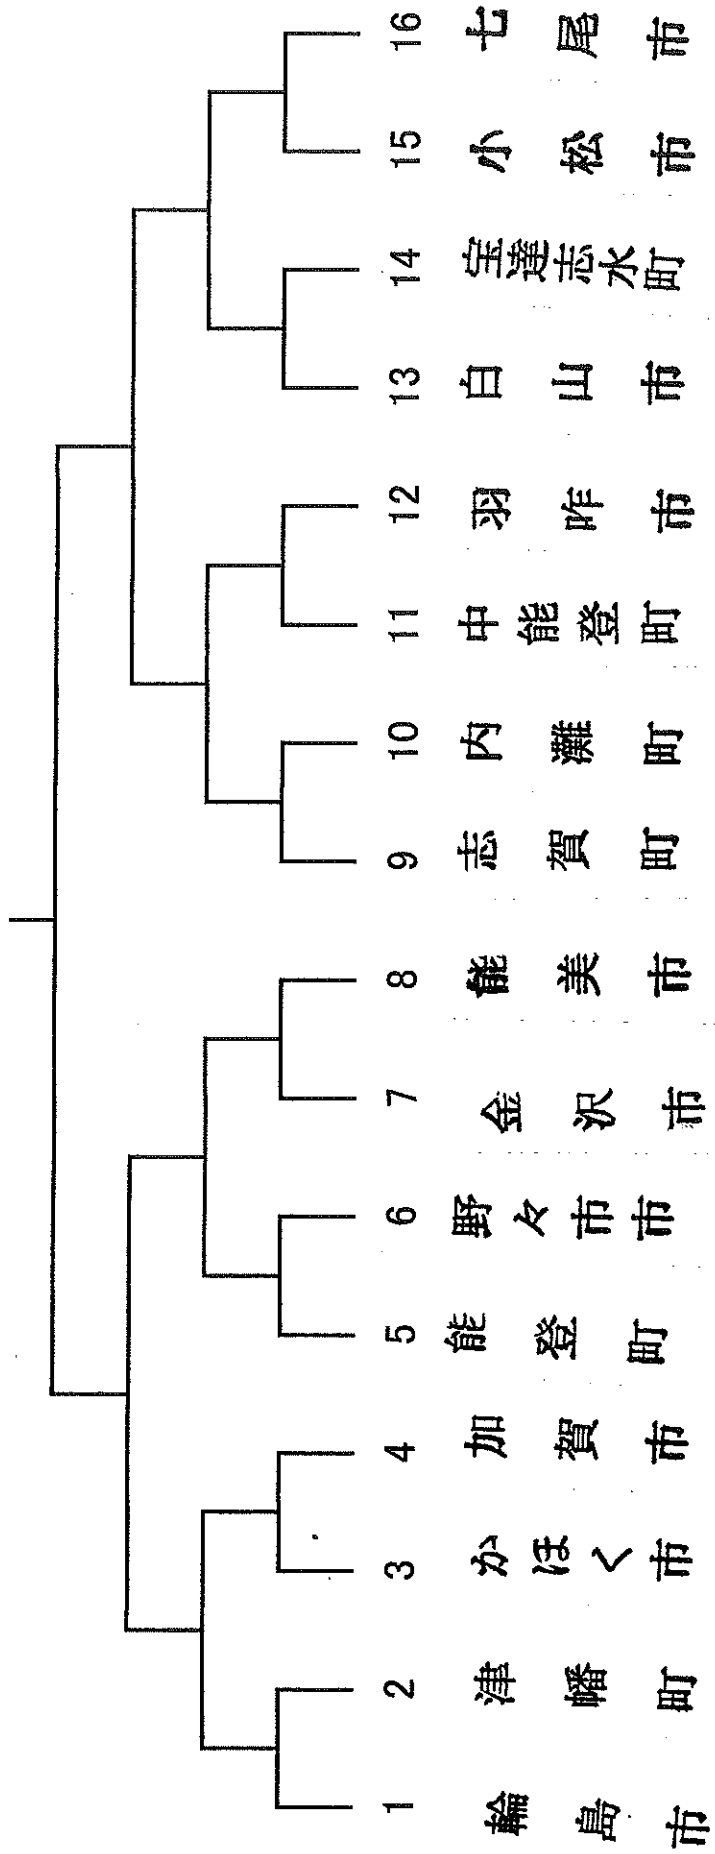 1 輪島市
2 津幡町
3 かほく市
4 加賀市
5 能登町
6 野々市市
7 金沢市
8 能美市
9 志賀町
10 内灘町
11 中能登町
12 羽咋市
13 白山市
14 宝達志水町
15 小松市
16 七尾市